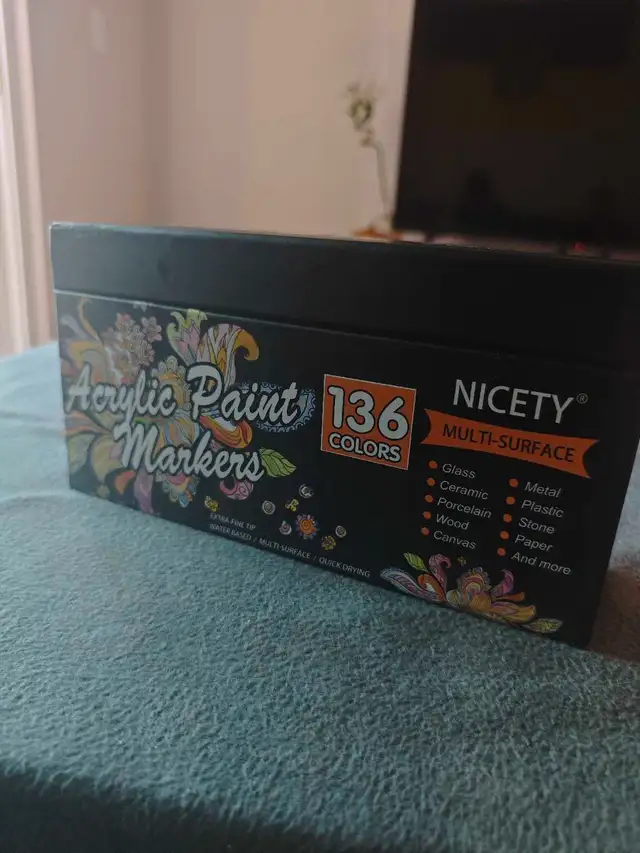 Acrylic Paint
Markers
EXTRA FINE TIP
WATER BASED / MULTI-SURFACE / QUICK DRYING
136
COLORS
NICETY®
MULTI-SURFACE
Glass
Ceramic
Porcelain
Wood
Canvas
Metal
Plastic
Stone
Paper
And more